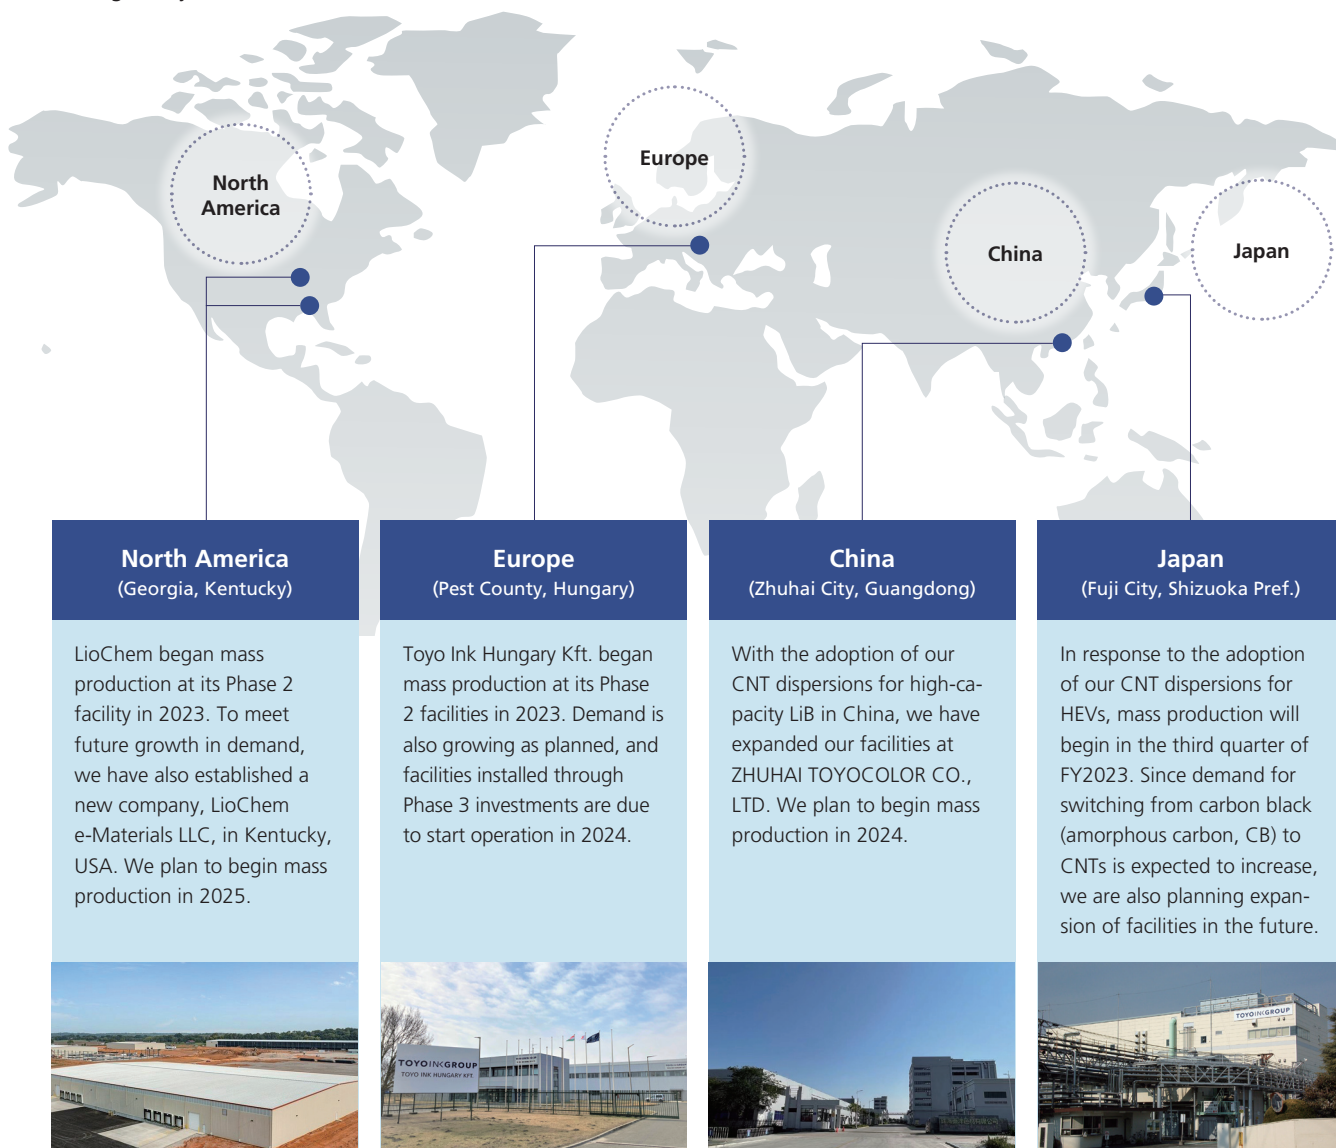 North
America
Europe
China
Japan
North America
(Georgia, Kentucky)
LioChem began mass
production at its Phase 2
facility in 2023. To meet
future growth in demand,
we have also established a
new company, LioChem
e-Materials LLC, in Kentucky,
USA. We plan to begin mass
production in 2025.
Europe
(Pest County, Hungary)
Toyo Ink Hungary Kft. began
mass production at its Phase
2 facilities in 2023. Demand is
also growing as planned, and
facilities installed through
Phase 3 investments are due
to start operation in 2024.
TOYOINKGROUP
TOYO INK HUNGARY KFT.
China
(Zhuhai City, Guangdong)
With the adoption of our
CNT dispersions for high-ca-
pacity LiB in China, we have
expanded our facilities at
ZHUHAI TOYOCOLOR CO.,
LTD. We plan to begin mass
production in 2024.
Japan
(Fuji City, Shizuoka Pref.)
In response to the adoption
of our CNT dispersions for
HEVs, mass production will
begin in the third quarter of
FY2023. Since demand for
switching from carbon black
(amorphous carbon, CB) to
CNTs is expected to increase,
we are also planning expan-
sion of facilities in the future.
TOYOINKGROUP